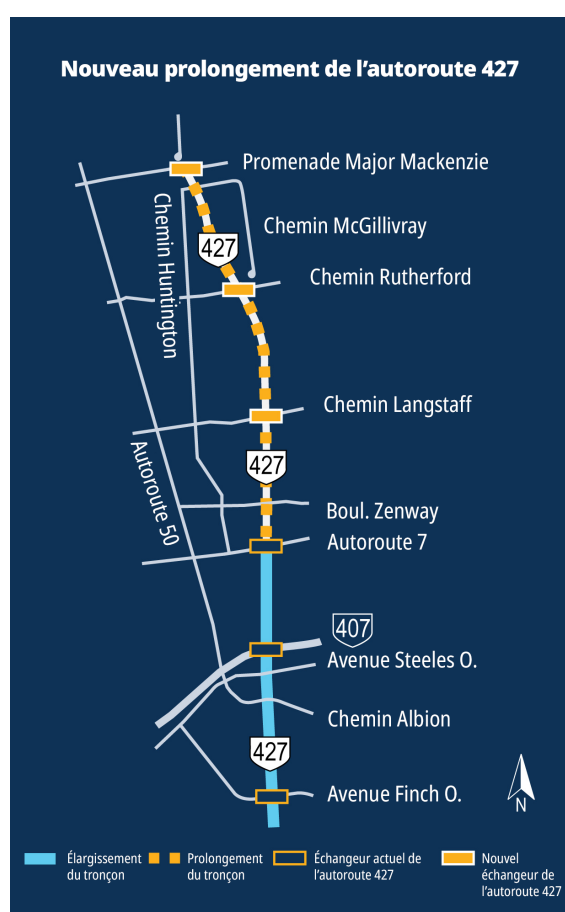 Nouveau prolongement de l'autoroute 427
Promenade Major Mackenzie
Chemin Huntington
Chemin McGillivray
427
Chemin Rutherford
Chemin Langstaff
Autoroute 50
427
Boul. Zenway
Autoroute 7
407
Avenue Steeles O.
Chemin Albion
427
Avenue Finch O.
N
Élargissement
du tronçon
Prolongement
du tronçon
Échangeur actuel de
l'autoroute 427
Nouvel
échangeur de
l'autoroute 427